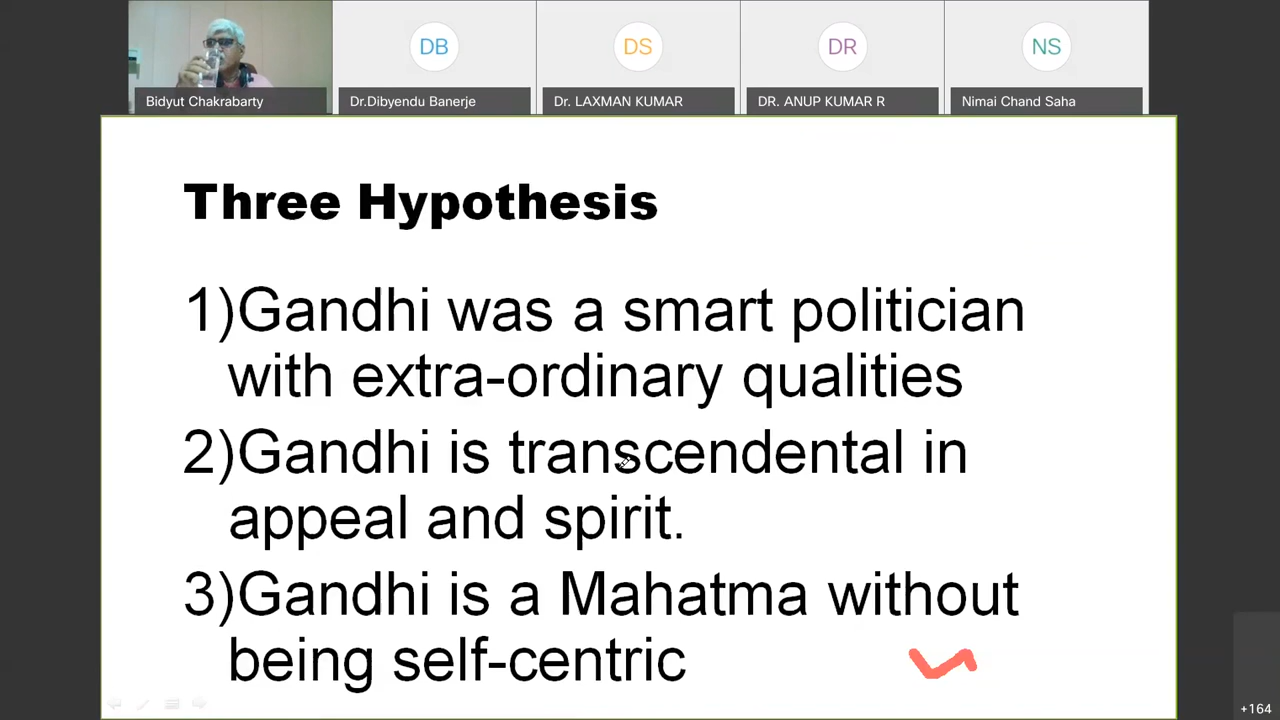 DB
DS
DR
NS
Bidyut Chakrabarty
Dr.Dibyendu Banerje
Dr. LAXMAN KUMAR
DR. ANUP KUMAR R
Nimai Chand Saha
Three Hypothesis
1)Gandhi was a smart politician
with extra-ordinary qualities
2)Gandhi is transcendental in
appeal and spirit.
3)Gandhi is a Mahatma without
being self-centric
+164